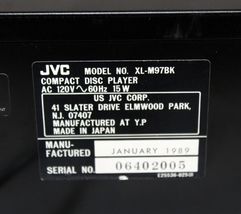 JVC MODEL NO. XL-M97BK
COMPACT DISC PLAYER
AC 120V~60Hz 15W
US JVC CORP.
41 SLATER DRIVE ELMWOOD PARK,
N.J. 07407
MANUFACTURED AT Y.P
MADE IN JAPAN
MANU-
FACTURED JANUARY 1989
SERIAL NO. 06402005